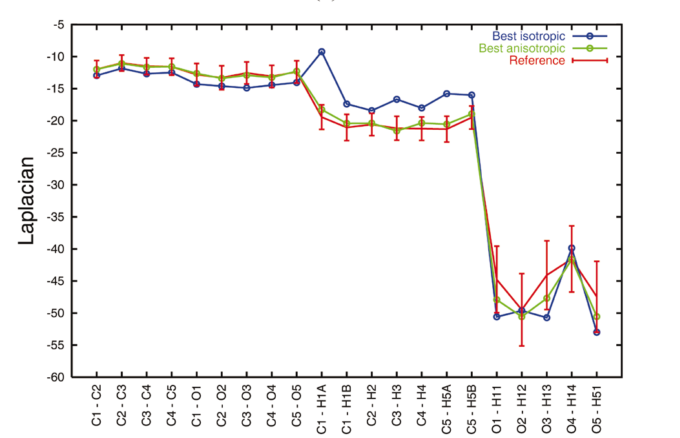 -5
-10
-15
-20
-25
-30
-35
-40
-45
-50
-55
-60
Laplacian
Best isotropic
Best anisotropic
Reference
C1 - C2
C2 - C3
C3 - C4
C4 - C5
C1 - O1
C2 - O2
C3 - O3
C4 - O4
C5 - O5
C1 - H1A
C1 - H1B
C2 - H2
C3 - H3
C4 - H4
C5 - H5A
C5 - H5B
O1 - H11
O2 - H12
O3 - H13
O4 - H14
O5 - H51